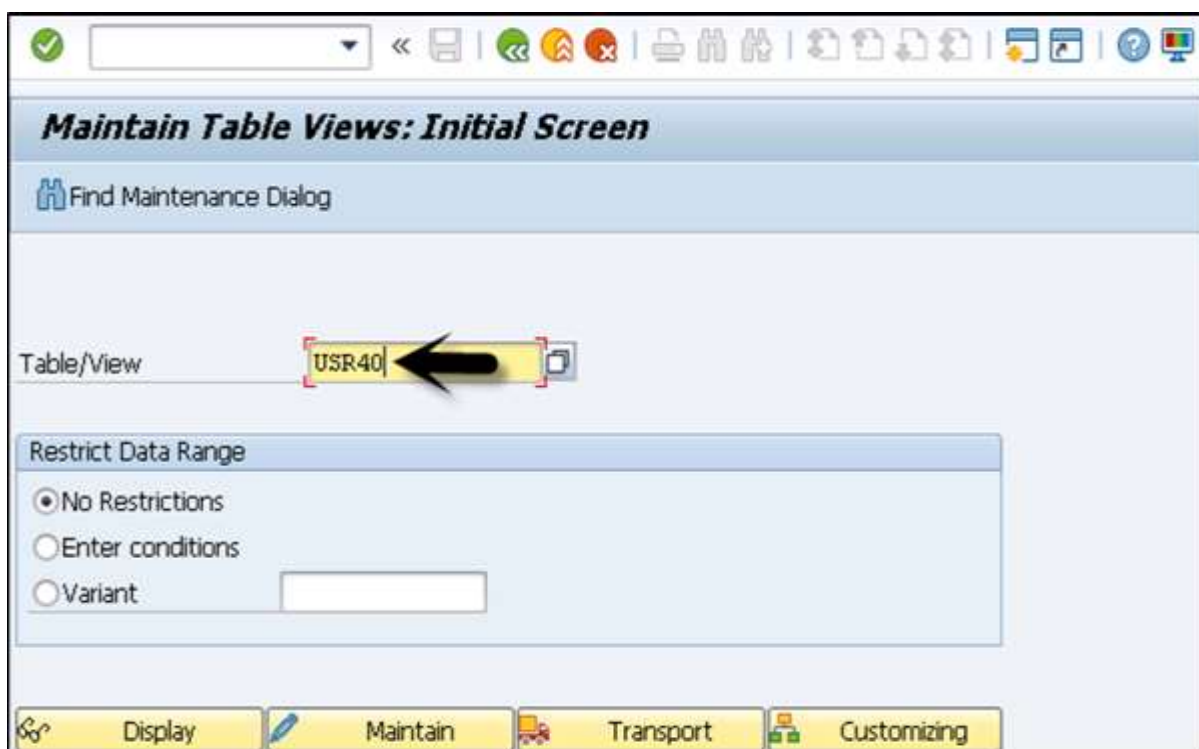 Maintain Table Views: Initial Screen
Find Maintenance Dialog
Table/View USR40
Restrict Data Range
No Restrictions
Enter conditions
Variant
Display Maintain Transport Customizing